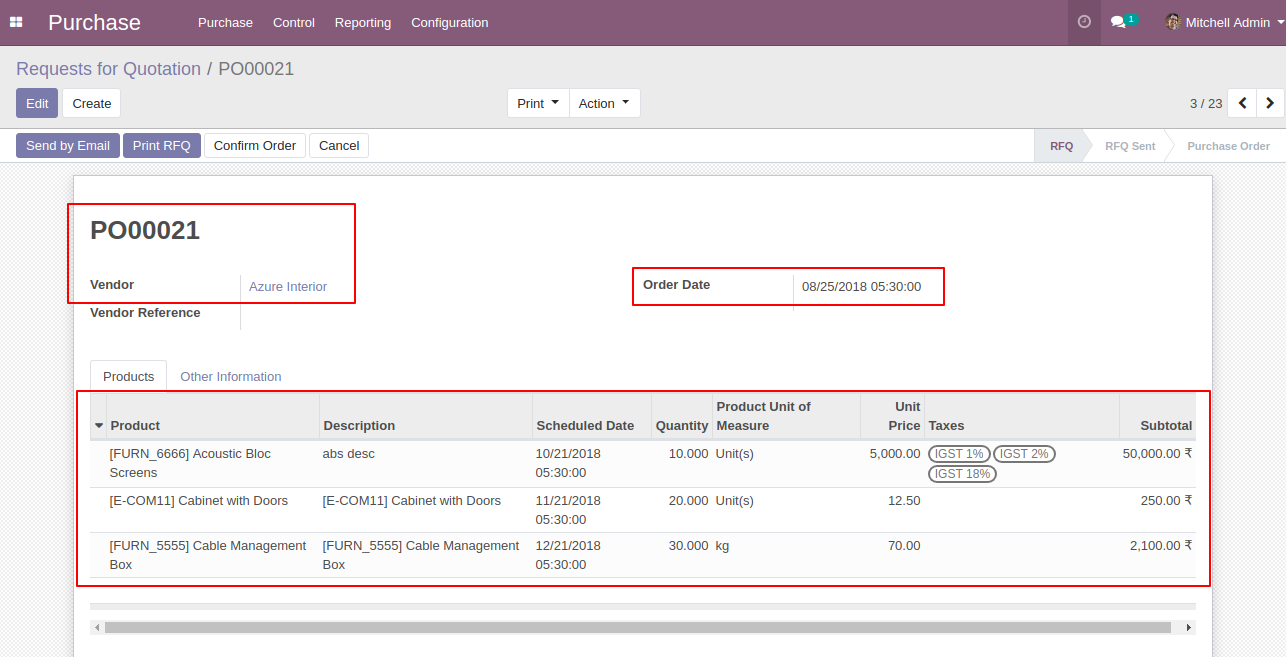 Purchase Purchase Control Reporting Configuration 1 Mitchell Admin
Requests for Quotation / PO00021
Edit Create Print Action 3 / 23
Send by Email Print RFQ Confirm Order Cancel RFQ RFQ Sent Purchase Order
PO00021
Vendor Azure Interior Order Date 08/25/2018 05:30:00
Vendor Reference
Products Other Information
Product Description Scheduled Date Quantity Product Unit of Measure Unit Price Taxes Subtotal
[FURN_6666] Acoustic Bloc Screens abs desc 10/21/2018 05:30:00 10.000 Unit(s) 5,000.00 IGST 1% IGST 2% IGST 18% 50,000.00 ₹
[E-COM11] Cabinet with Doors [E-COM11] Cabinet with Doors 11/21/2018 05:30:00 20.000 Unit(s) 12.50 250.00 ₹
[FURN_5555] Cable Management Box [FURN_5555] Cable Management Box 12/21/2018 05:30:00 30.000 kg 70.00 2,100.00 ₹